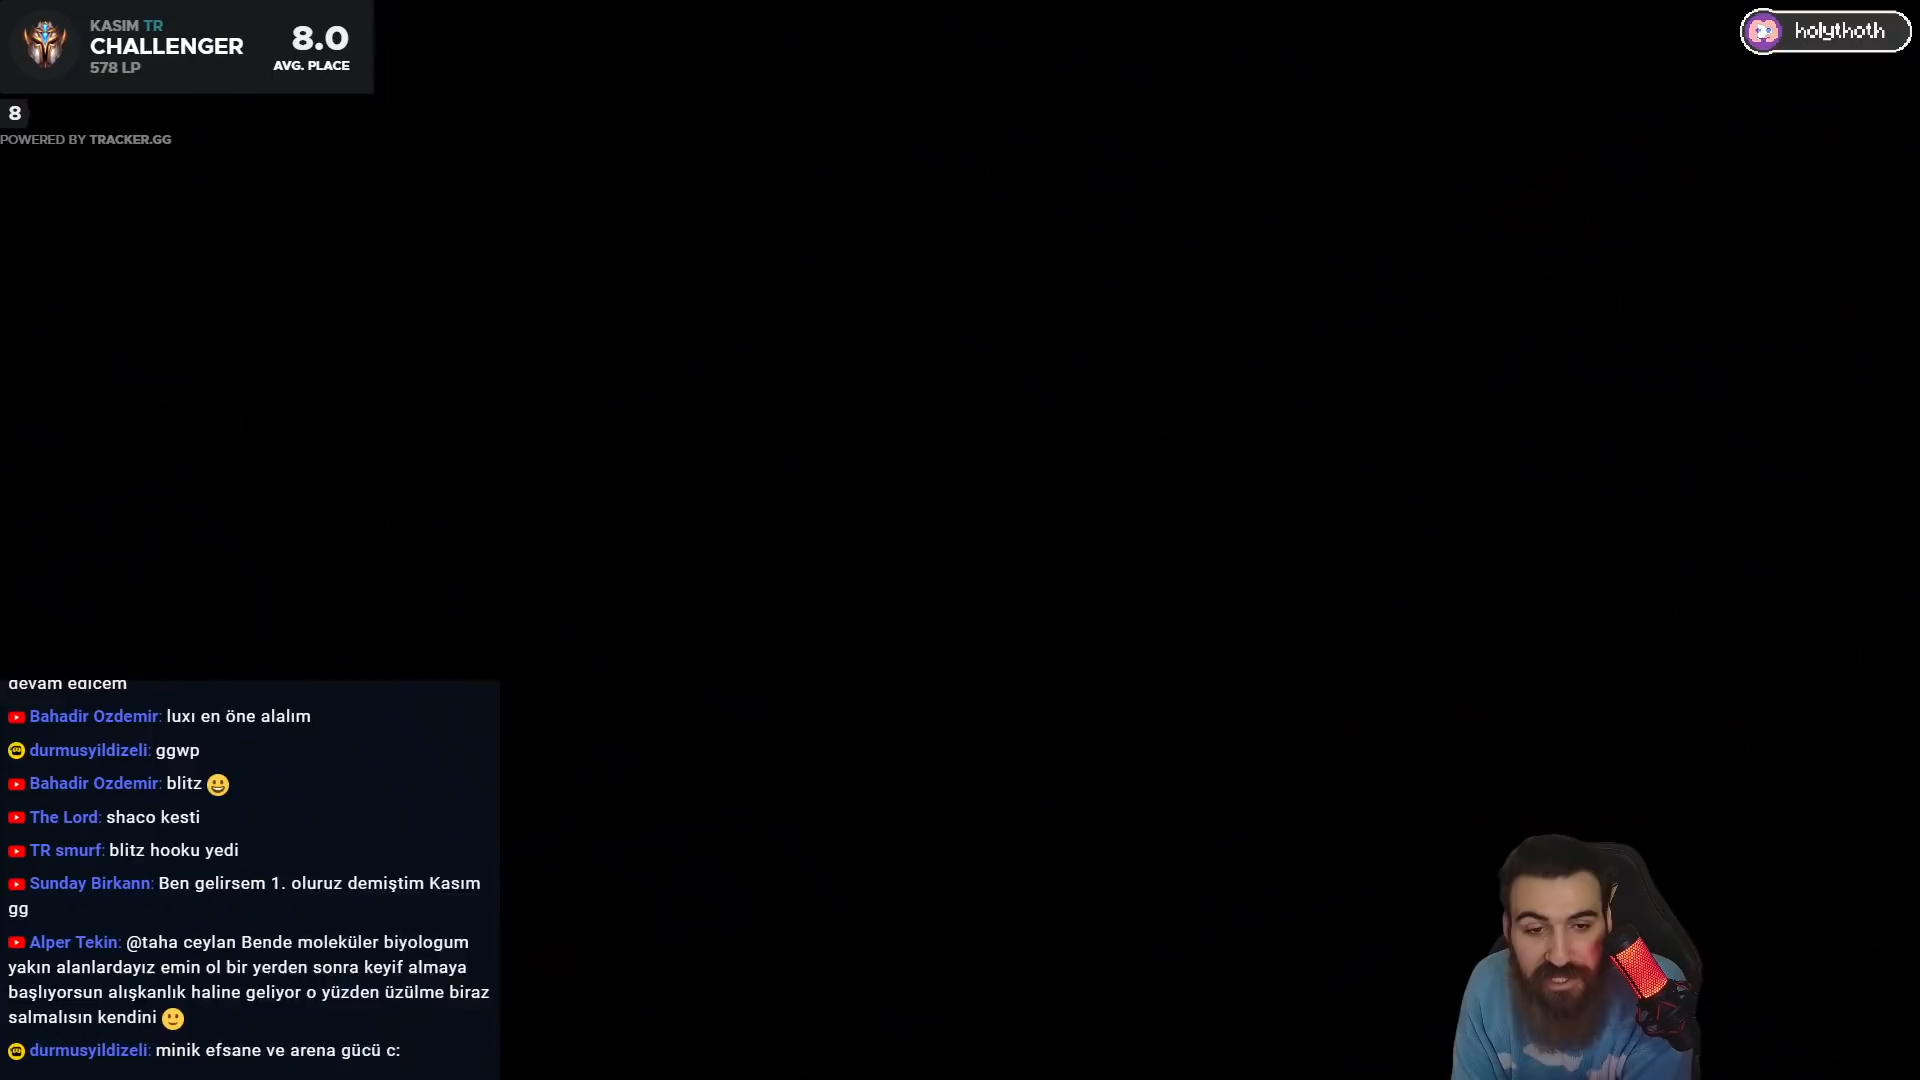 KASIM TR
CHALLENGER
578 LP
8.0
AVG. PLACE
8
POWERED BY TRACKER.GG
holythoth
devam edicem
Bahadir Ozdemir: luxı en öne alalım
durmusyildizeli: ggwp
Bahadir Ozdemir: blitz 😀
The Lord: shaco kesti
TR smurf: blitz hooku yedi
Sunday Birkann: Ben gelirsem 1. oluruz demiştim Kasım
gg
Alper Tekin: @taha ceylan Bende moleküler biyologum
yakın alanlardayız emin ol bir yerden sonra keyif almaya
başlıyorsun alışkanlık haline geliyor o yüzden üzülme biraz
salmalısın kendini 🙂
durmusyildizeli: minik efsane ve arena gücü c: